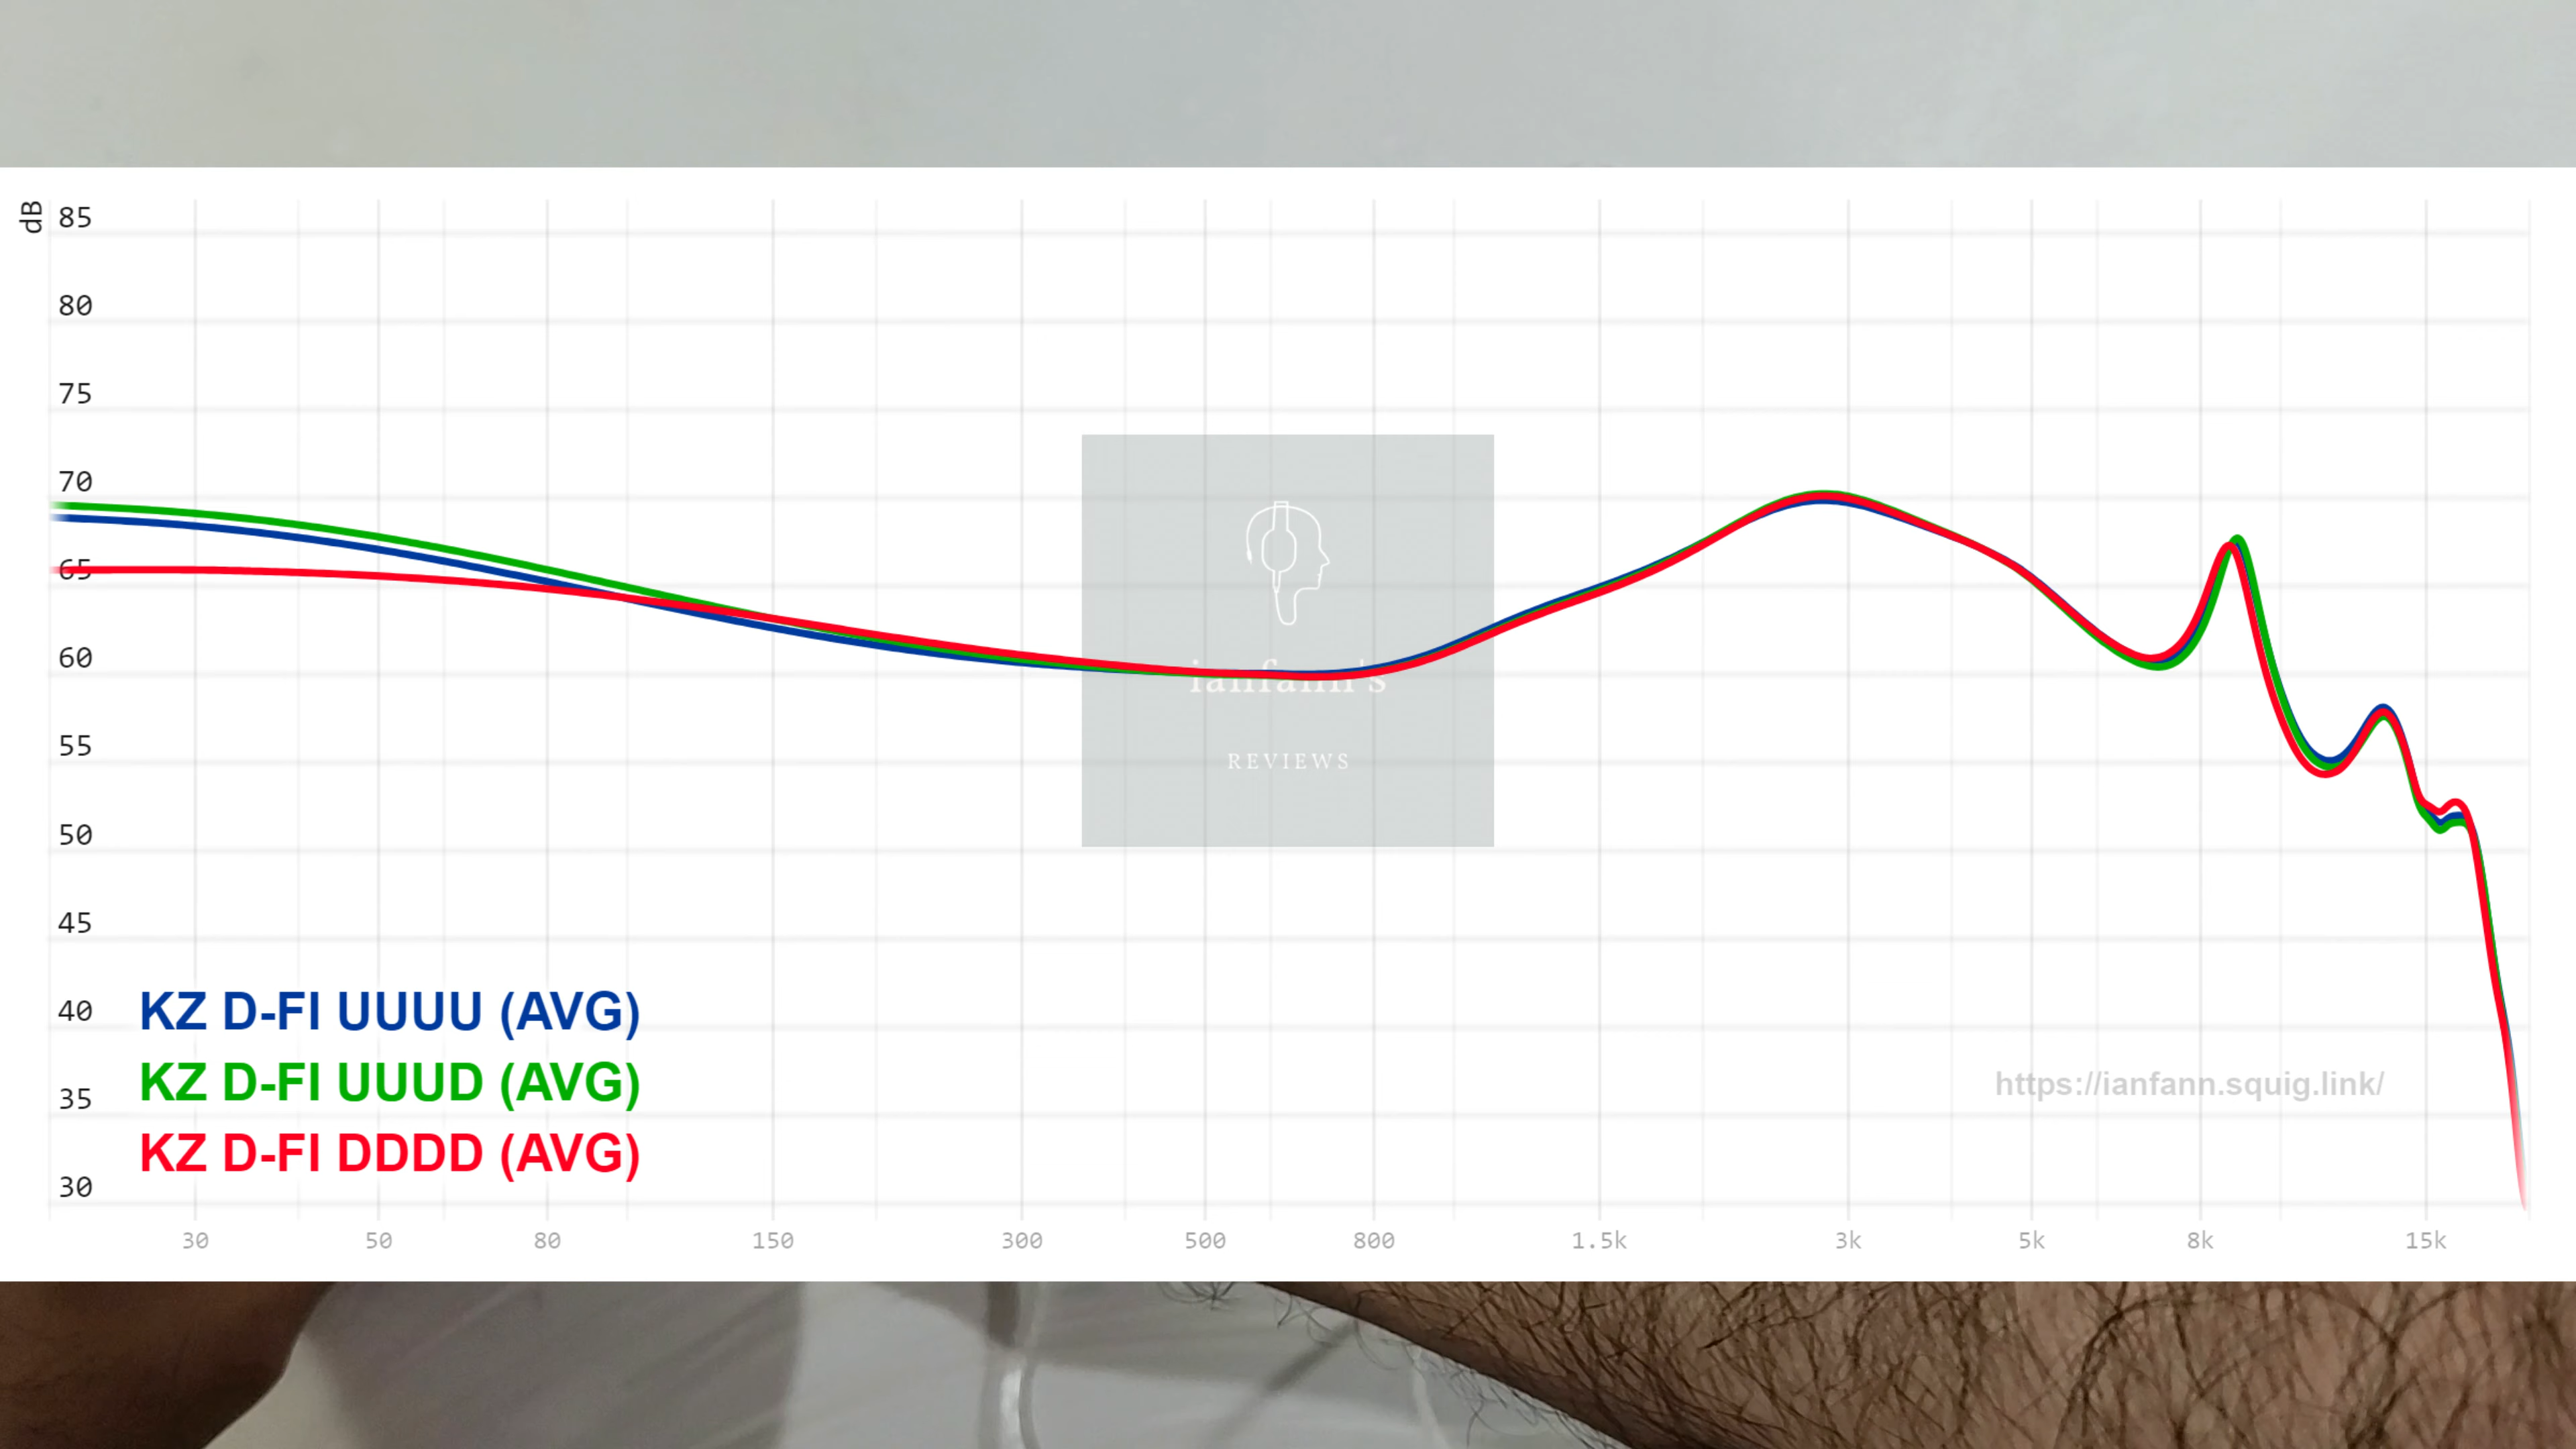 dB
85
80
75
70
65
60
55
50
45
40
35
30
ianfann's
REVIEWS
KZ D-FI UUUU (AVG)
KZ D-FI UUUD (AVG)
KZ D-FI DDDD (AVG)
https://ianfann.squig.link/
30 50 80 150 300 500 800 1.5k 3k 5k 8k 15k